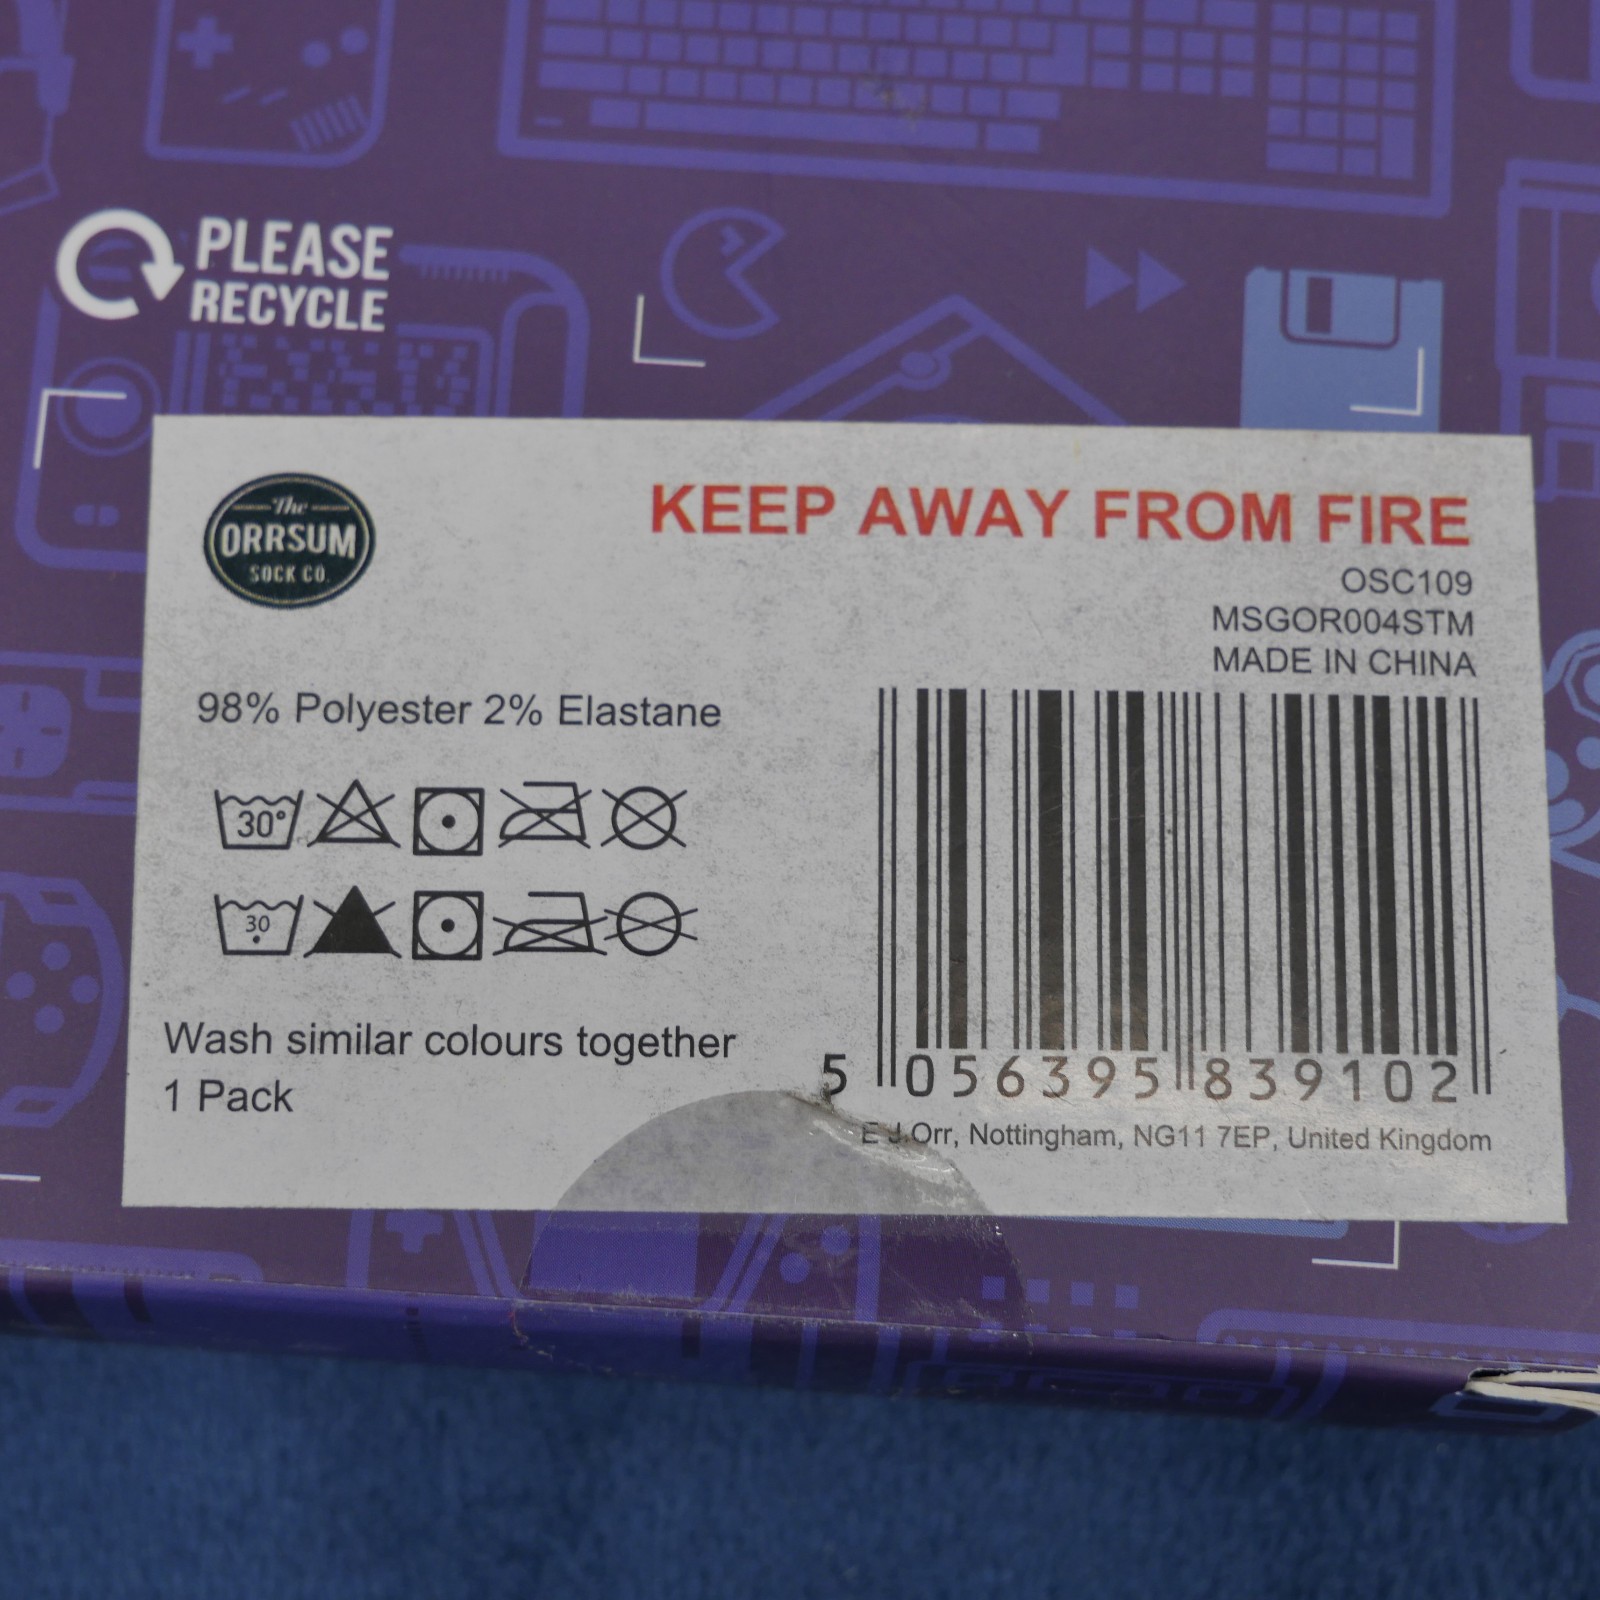 PLEASE
RECYCLE
The
ORRSUM
SOCK CO.
KEEP AWAY FROM FIRE
OSC109
MSGOR004STM
MADE IN CHINA
98% Polyester 2% Elastane
30°
30
Wash similar colours together
1 Pack
5 056395 839102
E J Orr, Nottingham, NG11 7EP, United Kingdom